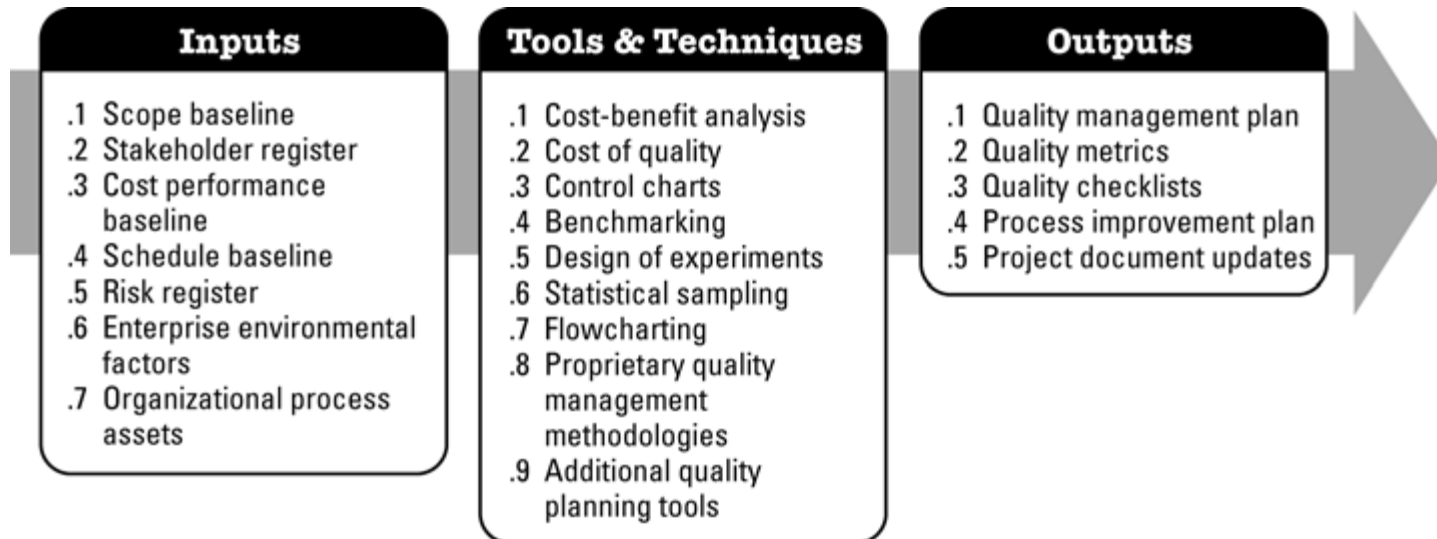 Inputs
.1 Scope baseline
.2 Stakeholder register
.3 Cost performance
baseline
.4 Schedule baseline
.5 Risk register
.6 Enterprise environmental
factors
.7 Organizational process
assets
Tools & Techniques
.1 Cost-benefit analysis
.2 Cost of quality
.3 Control charts
.4 Benchmarking
.5 Design of experiments
.6 Statistical sampling
.7 Flowcharting
.8 Proprietary quality
management
methodologies
.9 Additional quality
planning tools
Outputs
.1 Quality management plan
.2 Quality metrics
.3 Quality checklists
.4 Process improvement plan
.5 Project document updates